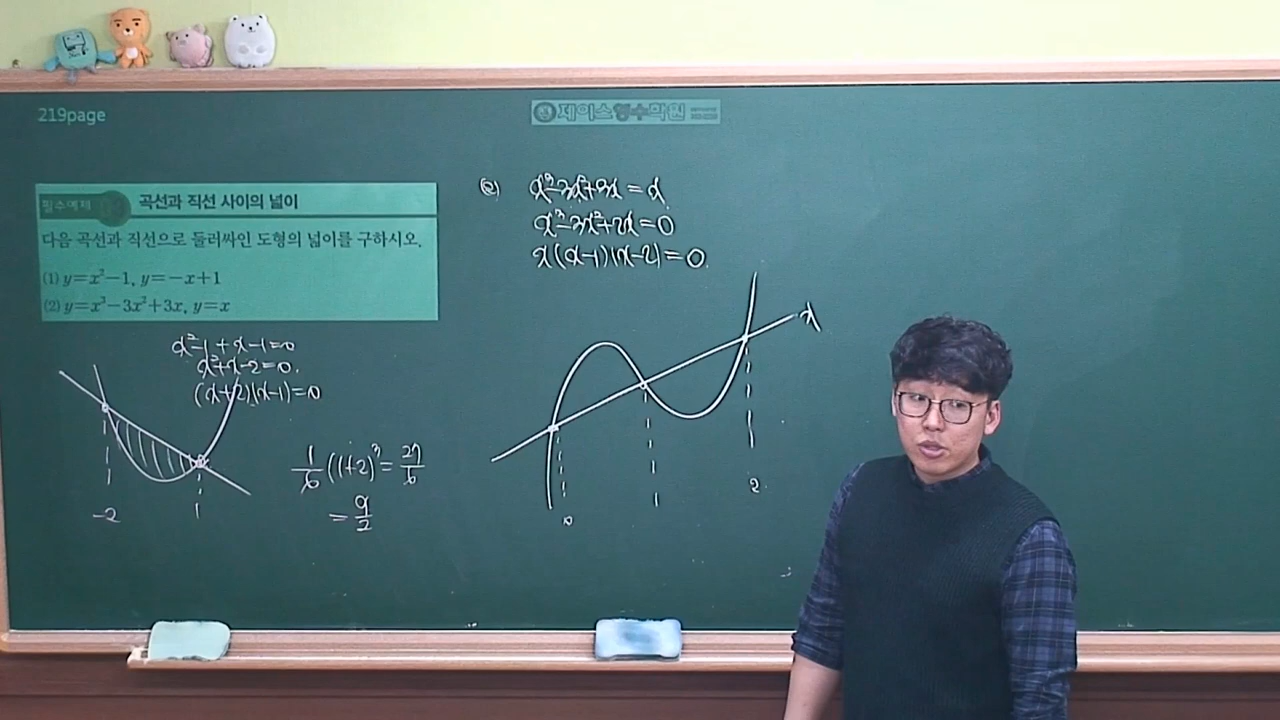 219page
제이스영수학원
필수예제
곡선과 직선 사이의 넓이
다음 곡선과 직선으로 둘러싸인 도형의 넓이를 구하시오.
(1) y=x²-1, y=-x+1
(2) y=x³-3x²+3x, y=x
x²-1+x-1=0
x²+x-2=0.
(x+2)(x-1)=0
-2
1
1/6 (1+2)³ = 27/6
= 9/2
(2) x³-3x²+3x=x
x³-3x²+2x=0
x(x-1)(x-2)=0.
x
0
1
2